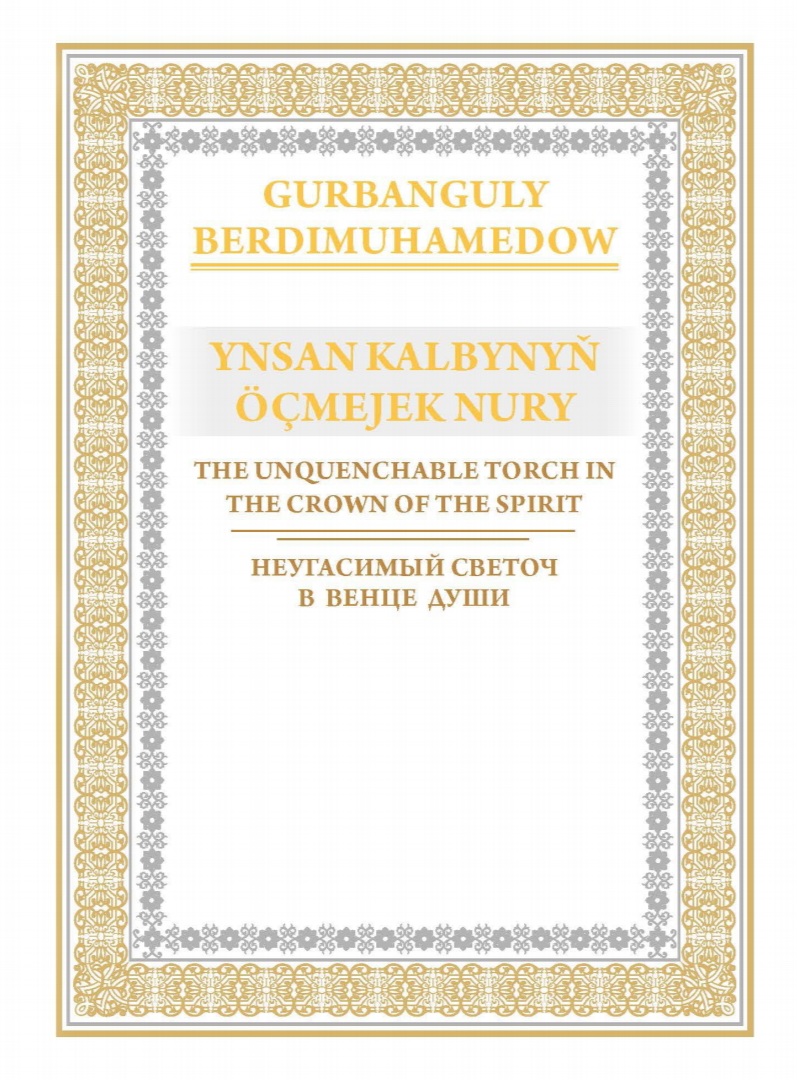 GURBANGULY
BERDIMUHAMEDOW
YNSAN KALBYNYŇ
ÖÇMEJEK NURY
THE UNQUENCHABLE TORCH IN
THE CROWN OF THE SPIRIT
НЕУГАСИМЫЙ СВЕТОЧ
В ВЕНЦЕ ДУШИ